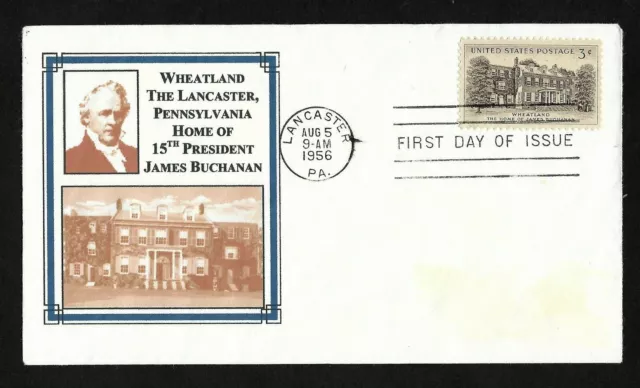 WHEATLAND
THE LANCASTER,
PENNSYLVANIA
HOME OF
15TH PRESIDENT
JAMES BUCHANAN
LANCASTER
AUG 5
9-AM
1956
PA.
UNITED STATES POSTAGE 3¢
WHEATLAND
THE HOME OF JAMES BUCHANAN
FIRST DAY OF ISSUE